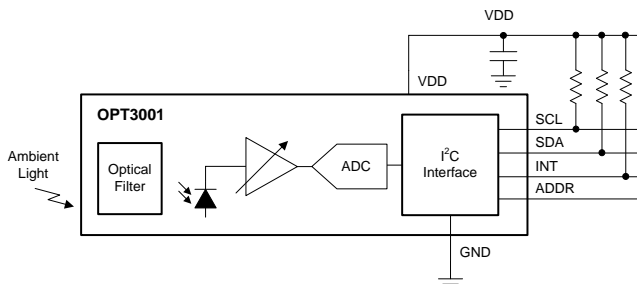 VDD
VDD
OPT3001
SCL
SDA
INT
ADDR
Ambient
Light
Optical
Filter
ADC
I²C
Interface
GND